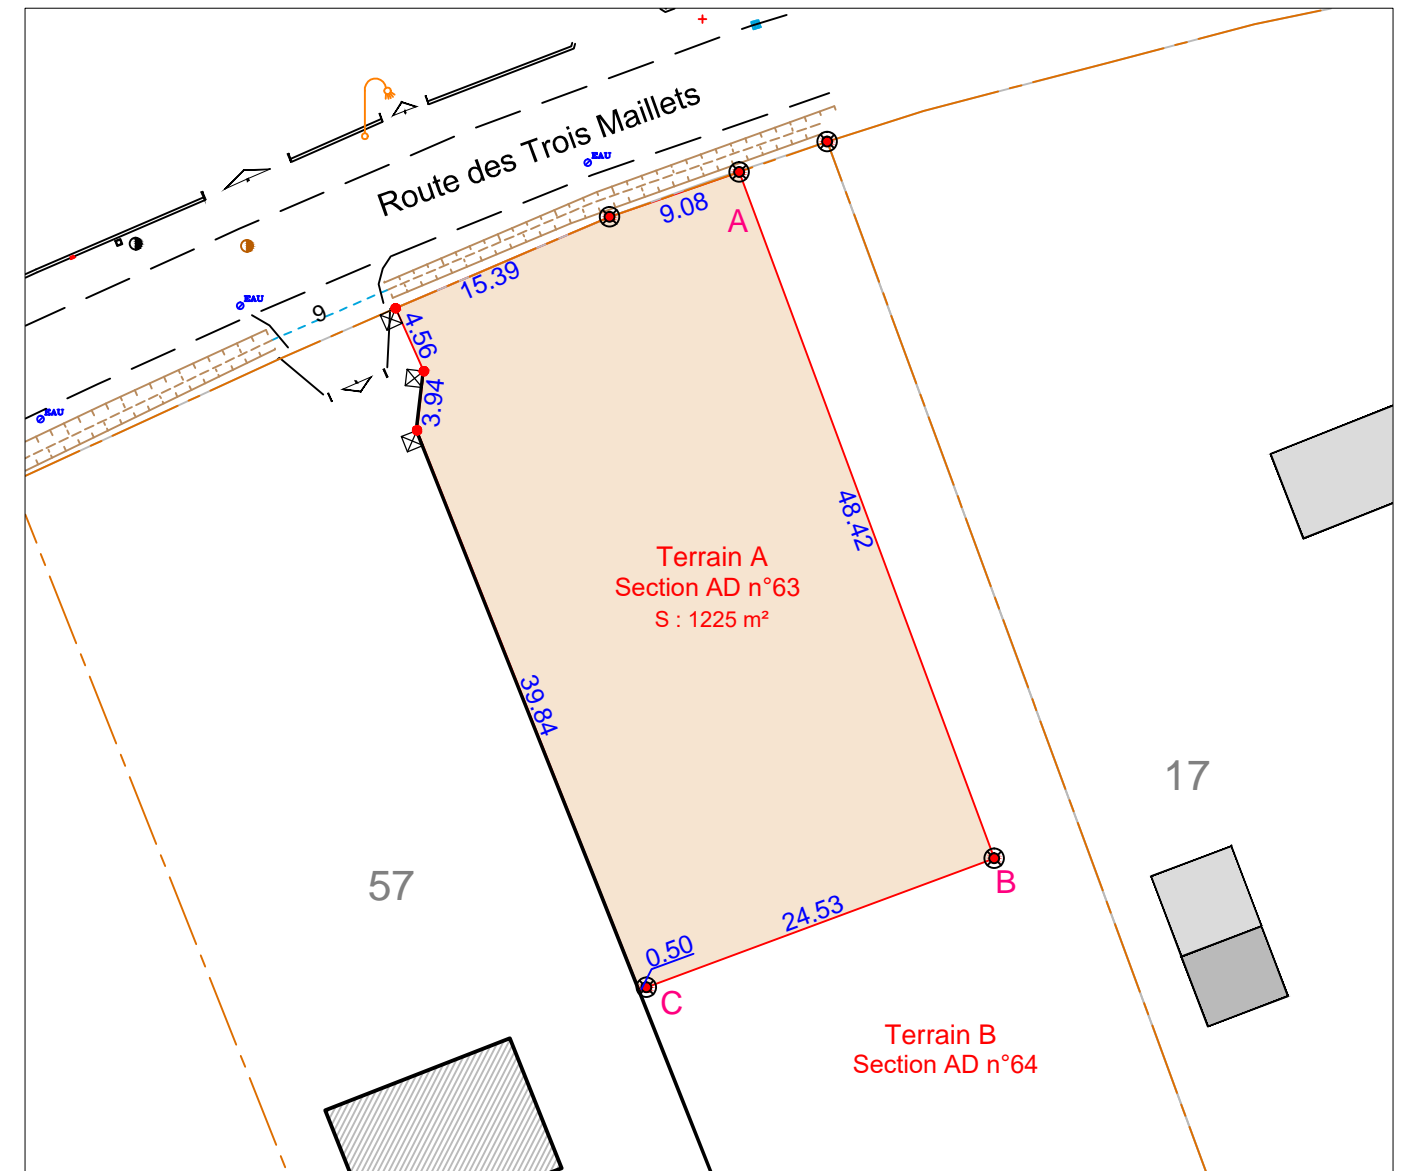 Route des Trois Maillets
EAU
9.08
A
15.39
EAU
9
4.56
3.94
EAU
48.42
Terrain A
Section AD n°63
S : 1225 m²
39.84
17
57
B
24.53
0.50
C
Terrain B
Section AD n°64